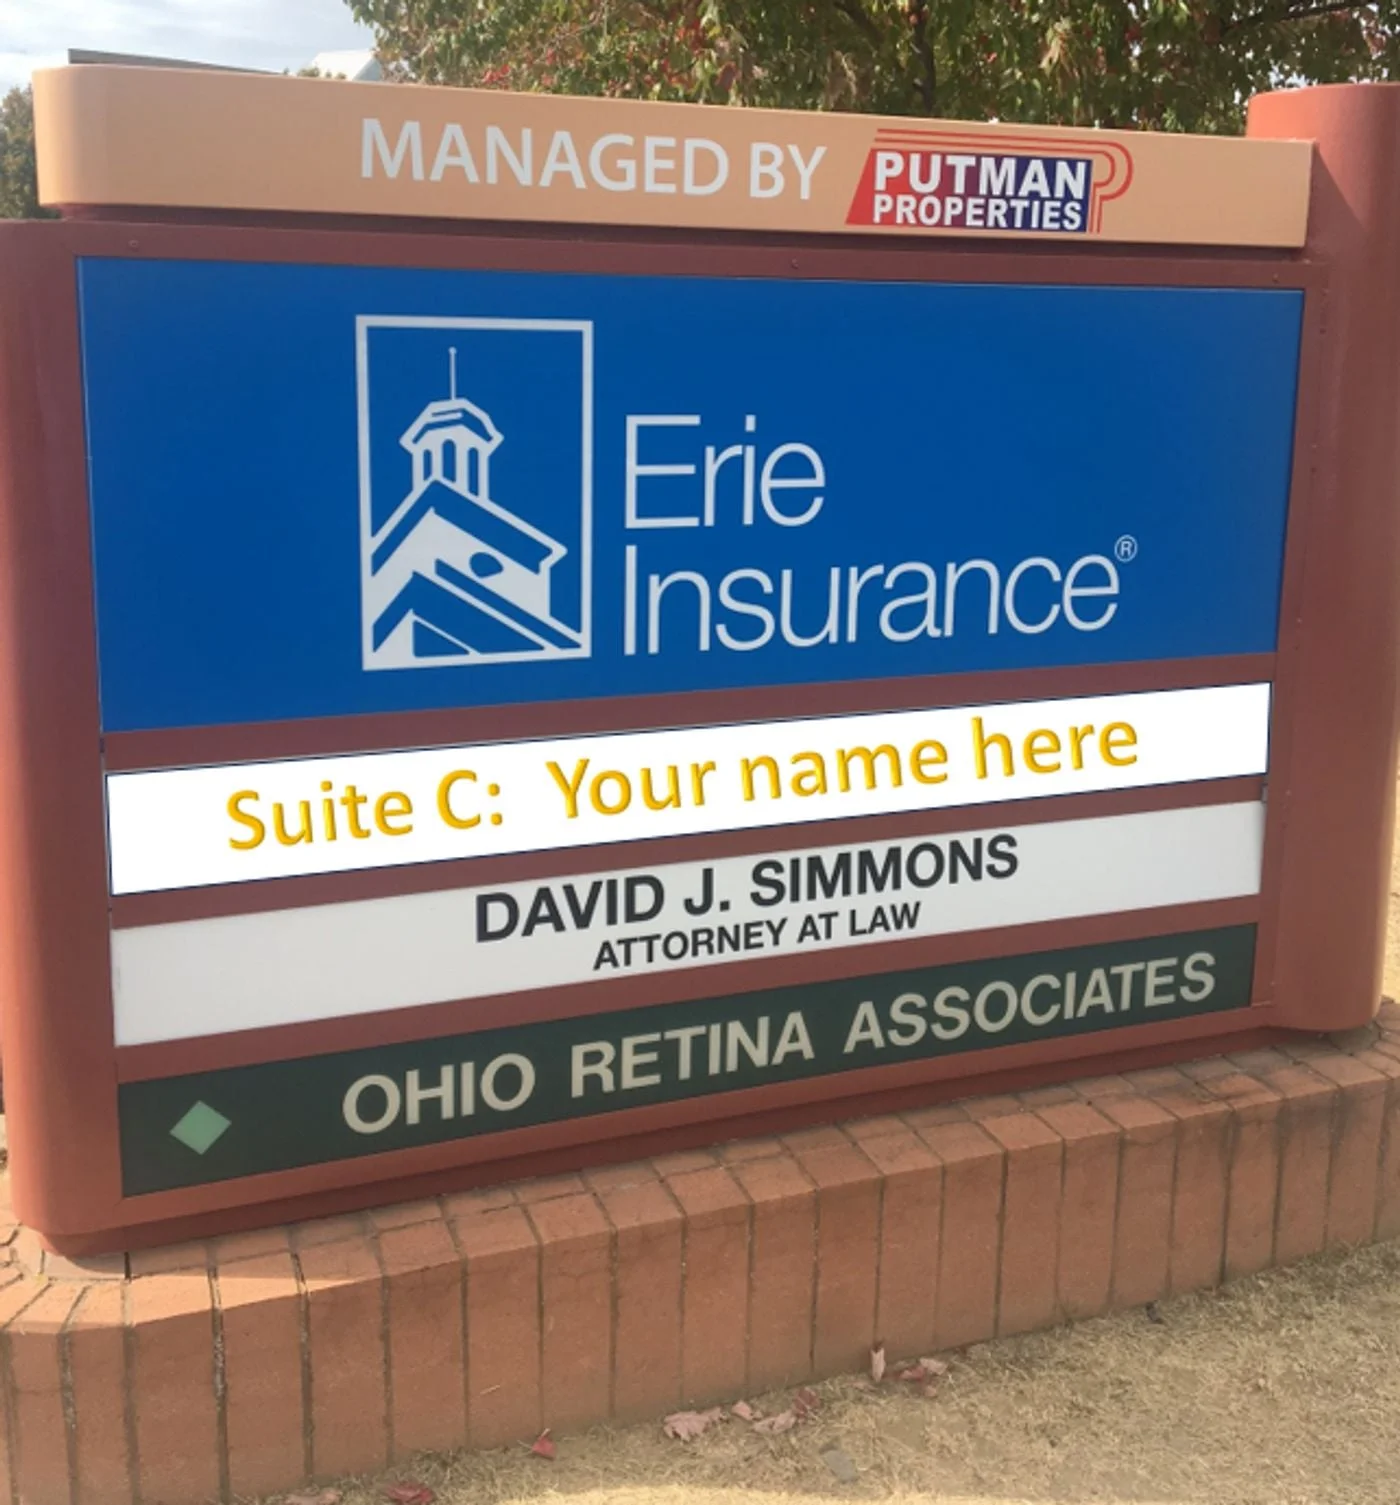 MANAGED BY PUTMAN
PROPERTIES
Erie
Insurance®
Suite C: Your name here
DAVID J. SIMMONS
ATTORNEY AT LAW
OHIO RETINA ASSOCIATES